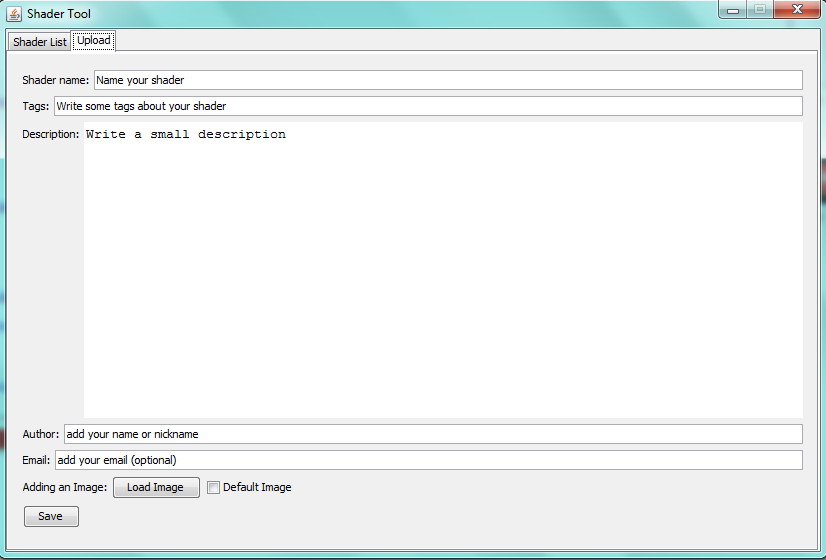 Shader Tool
Shader List Upload
Shader name: Name your shader
Tags: Write some tags about your shader
Description: Write a small description
Author: add your name or nickname
Email: add your email (optional)
Adding an Image: Load Image Default Image
Save